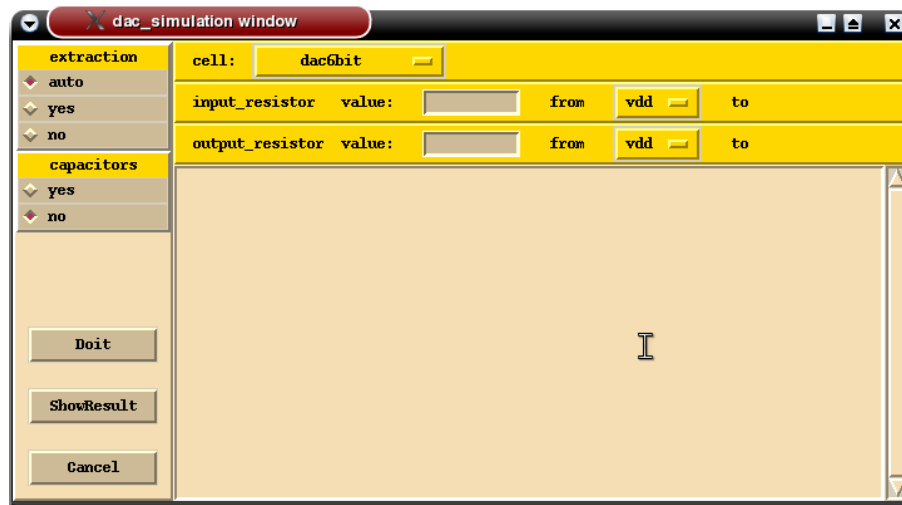 dac_simulation window
extraction
auto
yes
no
capacitors
yes
no
Doit
ShowResult
Cancel
cell: dac6bit
input_resistor value: from vdd to
output_resistor value: from vdd to